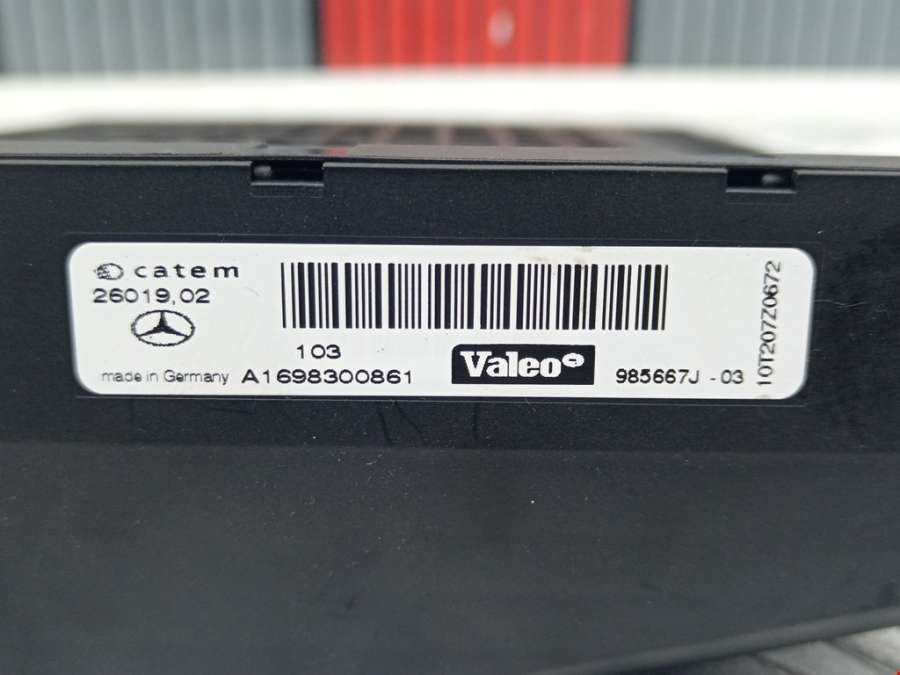 catem
26019,02
103
made in Germany A1698300861
Valeo
985667J - 03
10T207Z0672